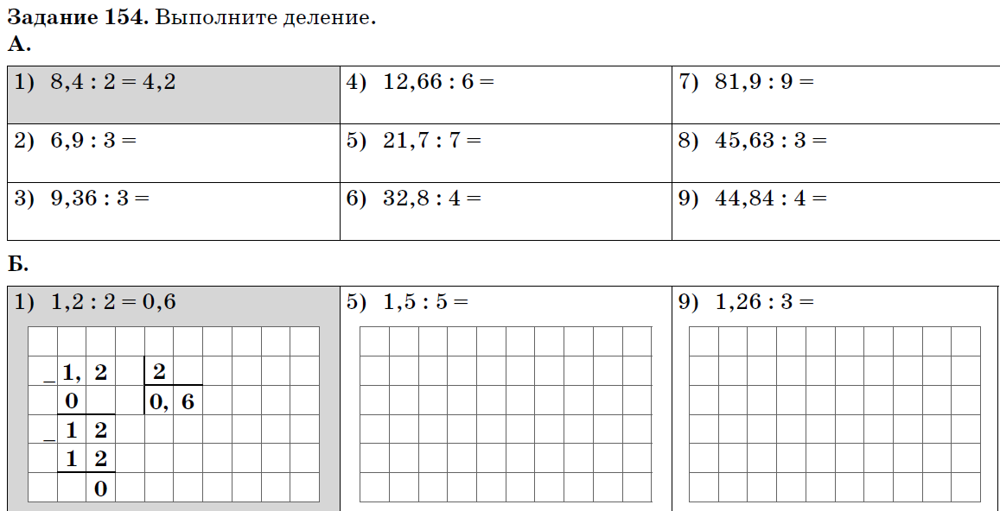 Задание 154. Выполните деление.
А.
1) 8,4 : 2 = 4,2
4) 12,66 : 6 =
7) 81,9 : 9 =
2) 6,9 : 3 =
5) 21,7 : 7 =
8) 45,63 : 3 =
3) 9,36 : 3 =
6) 32,8 : 4 =
9) 44,84 : 4 =
Б.
1) 1,2 : 2 = 0,6
5) 1,5 : 5 =
9) 1,26 : 3 =
_ 1, 2 2
0 0, 6
_ 1 2
1 2
0